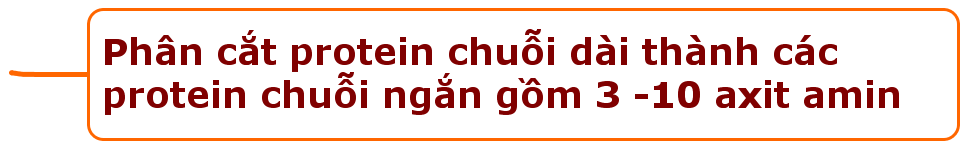 Phân cắt protein chuỗi dài thành các
protein chuỗi ngắn gồm 3 -10 axit amin